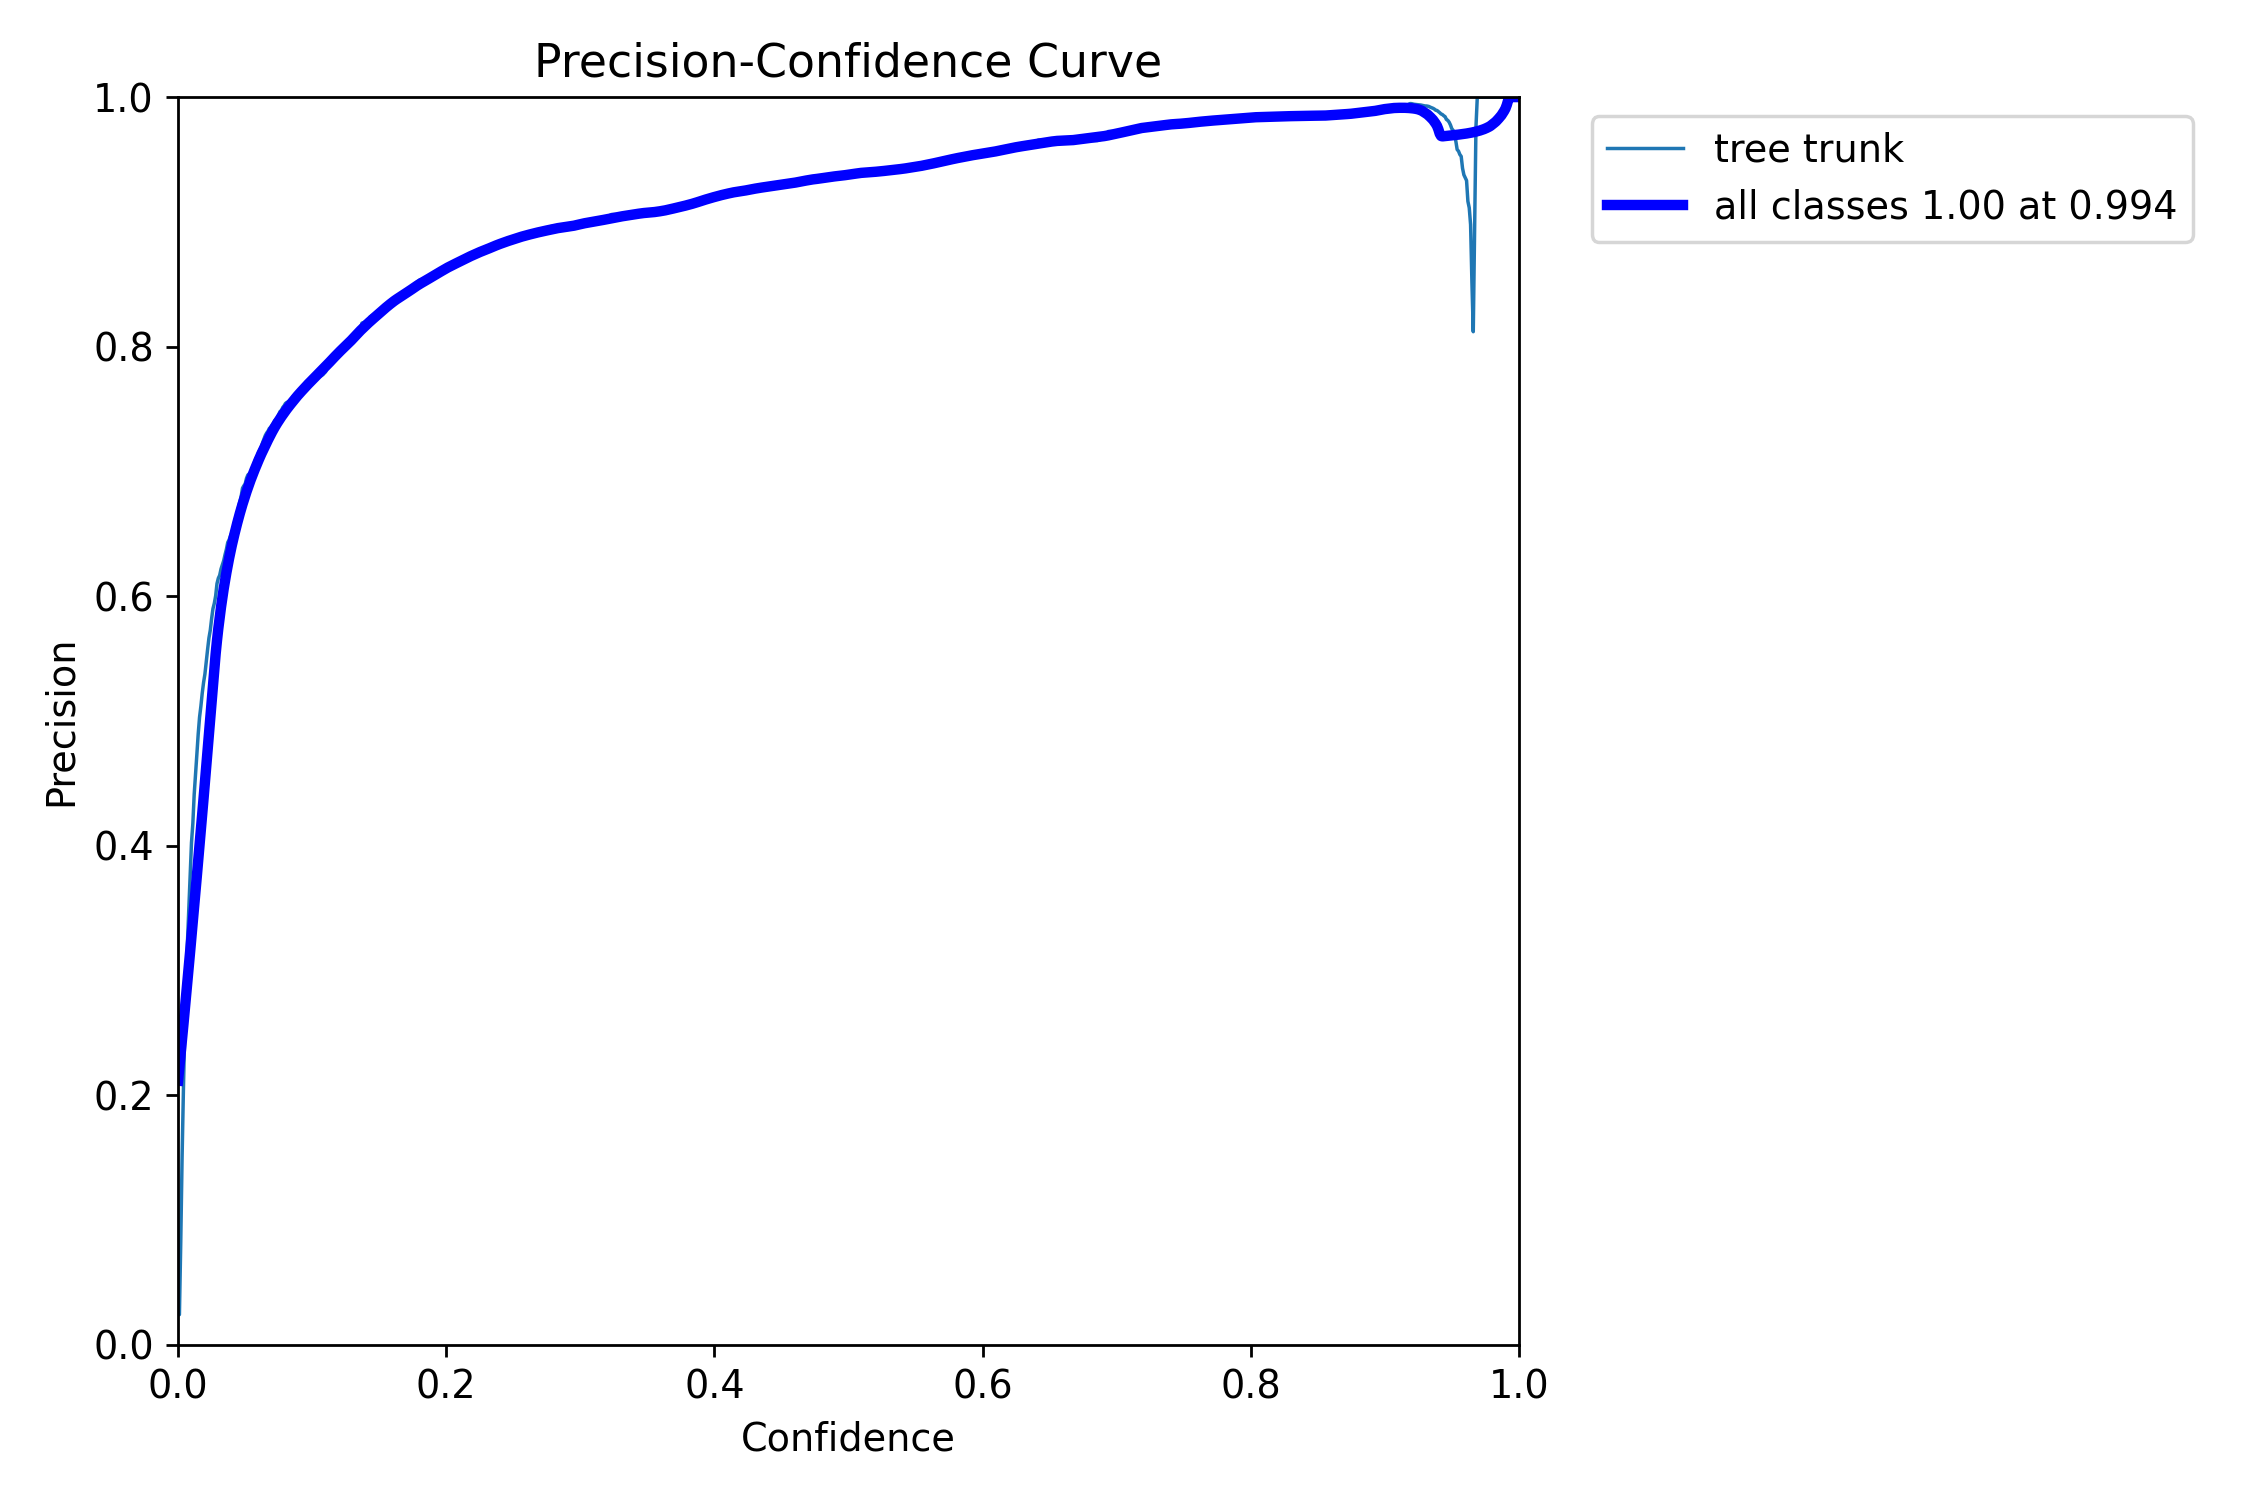 Precision-Confidence Curve
tree trunk
all classes 1.00 at 0.994
Precision
1.0
0.8
0.6
0.4
0.2
0.0
0.0 0.2 0.4 0.6 0.8 1.0
Confidence